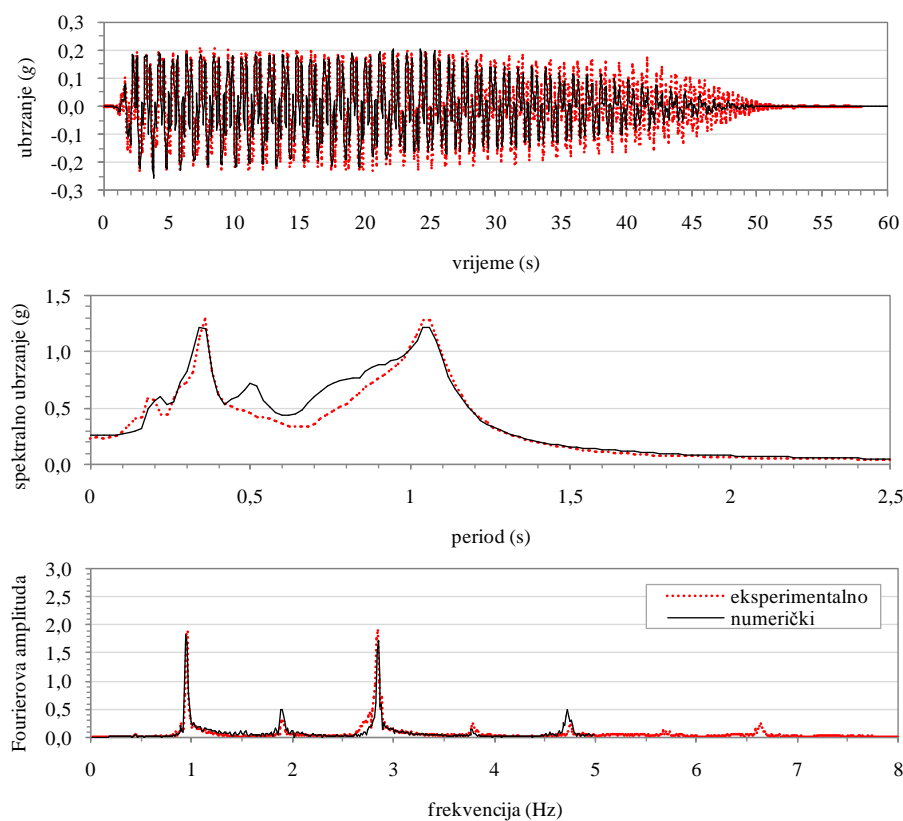 ubrzanje (g)
0,3
0,2
0,1
0,0
-0,1
-0,2
-0,3
0 5 10 15 20 25 30 35 40 45 50 55 60
vrijeme (s)
spektralno ubrzanje (g)
1,5
1,0
0,5
0,0
0 0,5 1 1,5 2 2,5
period (s)
Fourierova amplituda
3,0
2,5
2,0
1,5
1,0
0,5
0,0
eksperimentalno
numerički
0 1 2 3 4 5 6 7 8
frekvencija (Hz)